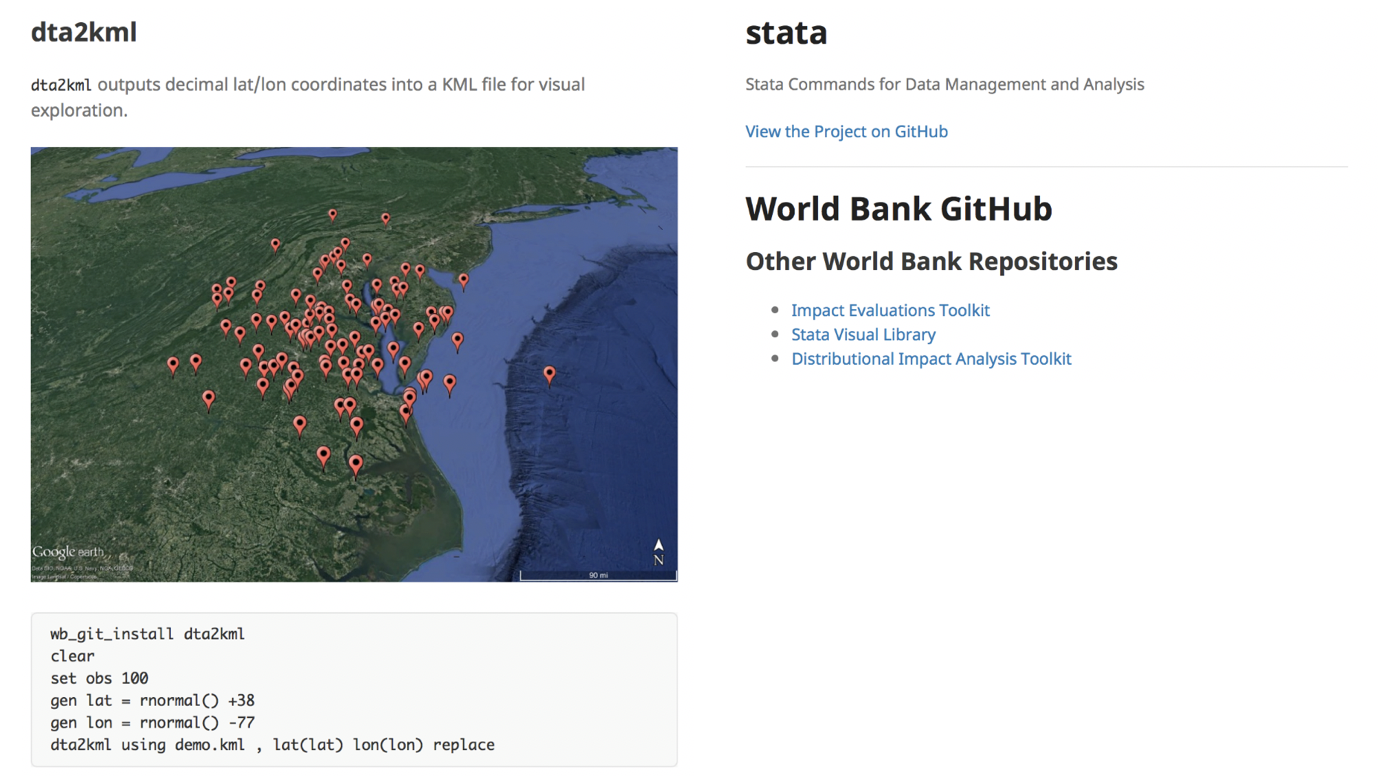 dta2kml
dta2kml outputs decimal lat/lon coordinates into a KML file for visual
exploration.
Google earth
Image Landsat / Copernicus
N
90 mi
wb_git_install dta2kml
clear
set obs 100
gen lat = rnormal() +38
gen lon = rnormal() -77
dta2kml using demo.kml , lat(lat) lon(lon) replace
stata
Stata Commands for Data Management and Analysis
View the Project on GitHub
World Bank GitHub
Other World Bank Repositories
Impact Evaluations Toolkit
Stata Visual Library
Distributional Impact Analysis Toolkit